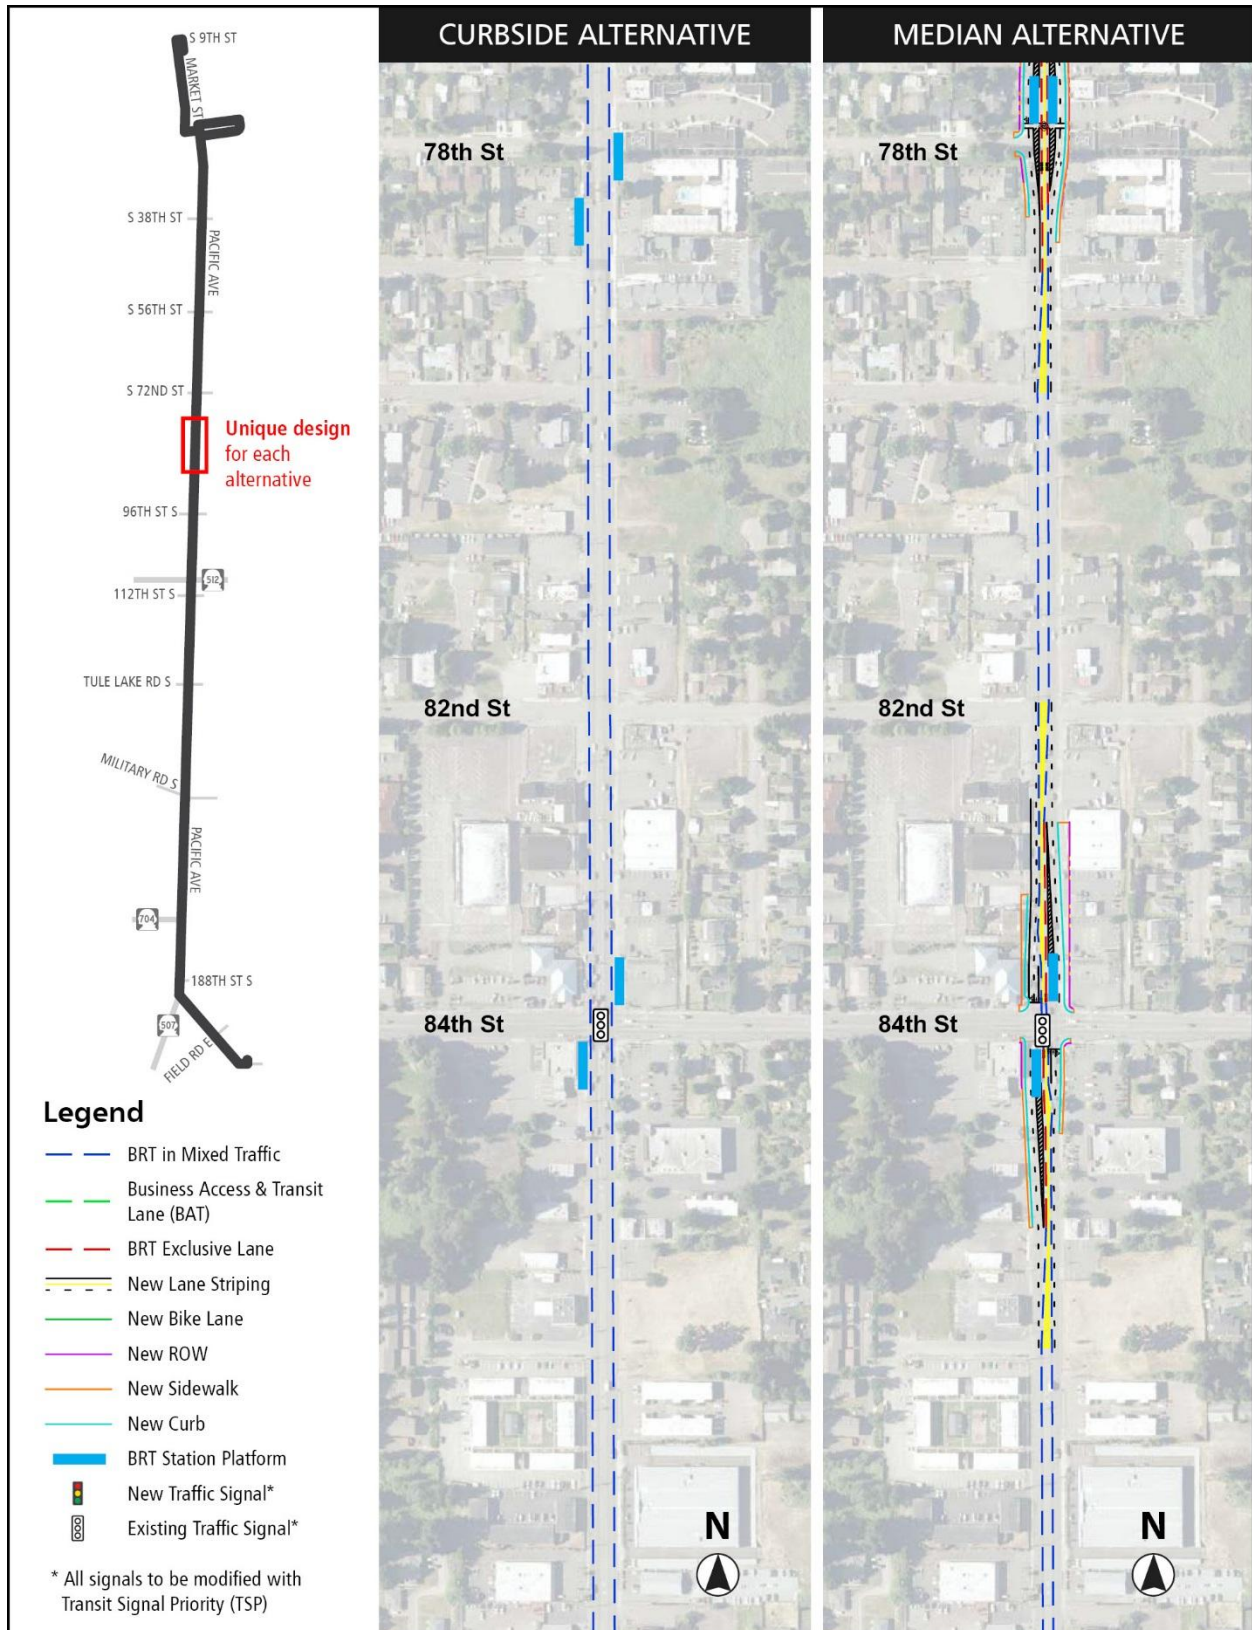 S 9TH ST
MARKET ST
S 38TH ST
PACIFIC AVE
S 56TH ST
S 72ND ST
Unique design
for each
alternative
96TH ST S
512
112TH ST S
TULE LAKE RD S
MILITARY RD S
PACIFIC AVE
704
188TH ST S
507
FIELD RD E
Legend
BRT in Mixed Traffic
Business Access & Transit
Lane (BAT)
BRT Exclusive Lane
New Lane Striping
New Bike Lane
New ROW
New Sidewalk
New Curb
BRT Station Platform
New Traffic Signal*
Existing Traffic Signal*
* All signals to be modified with
Transit Signal Priority (TSP)
CURBSIDE ALTERNATIVE
78th St
82nd St
84th St
N
MEDIAN ALTERNATIVE
78th St
82nd St
84th St
N